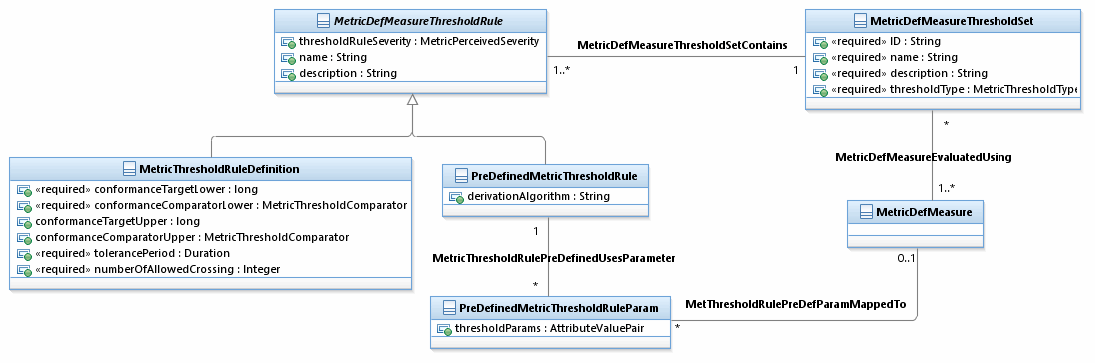 MetricDefMeasureThresholdRule
thresholdRuleSeverity : MetricPerceivedSeverity
name : String
description : String
MetricDefMeasureThresholdSetContains
1..*
1
MetricDefMeasureThresholdSet
«required» ID : String
«required» name : String
«required» description : String
«required» thresholdType : MetricThresholdType
*
MetricDefMeasureEvaluatedUsing
1..*
MetricThresholdRuleDefinition
«required» conformanceTargetLower : long
«required» conformanceComparatorLower : MetricThresholdComparator
conformanceTargetUpper : long
conformanceComparatorUpper : MetricThresholdComparator
«required» tolerancePeriod : Duration
«required» numberOfAllowedCrossing : Integer
PreDefinedMetricThresholdRule
derivationAlgorithm : String
MetricDefMeasure
1
MetricThresholdRulePreDefinedUsesParameter
*
0..1
MetThresholdRulePreDefParamMappedTo
*
PreDefinedMetricThresholdRuleParam
thresholdParams : AttributeValuePair